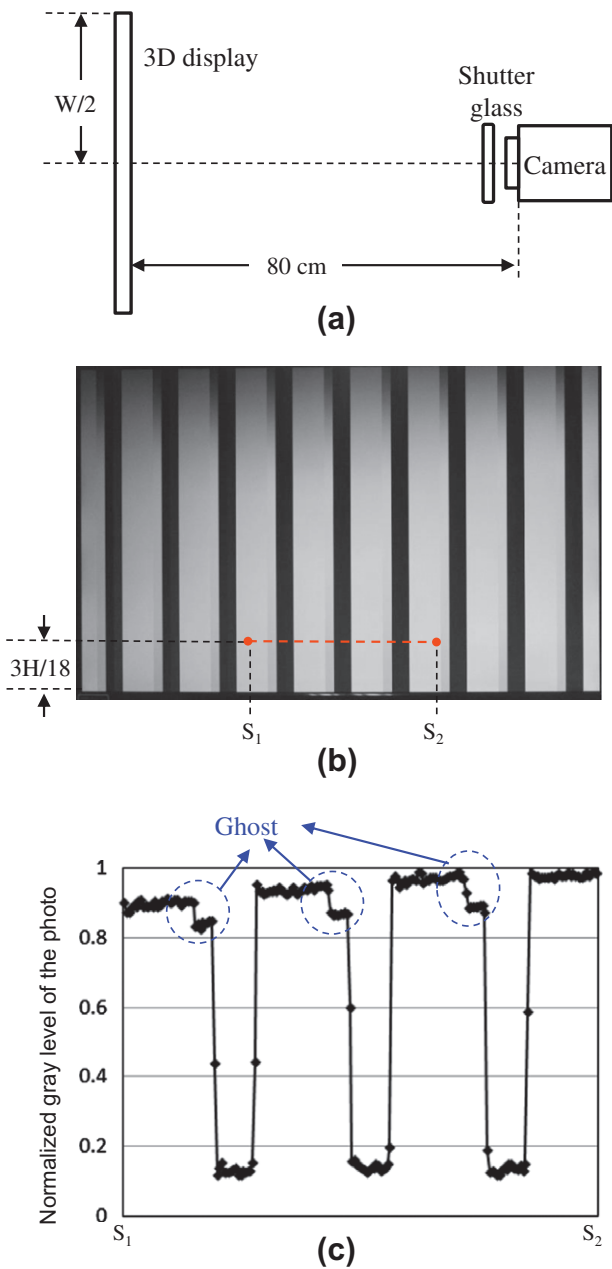 3D display
W/2
Shutter
glass
Camera
80 cm
(a)
3H/18
S₁
S₂
(b)
Ghost
Normalized gray level of the photo
1
0.8
0.6
0.4
0.2
0
S₁
S₂
(c)